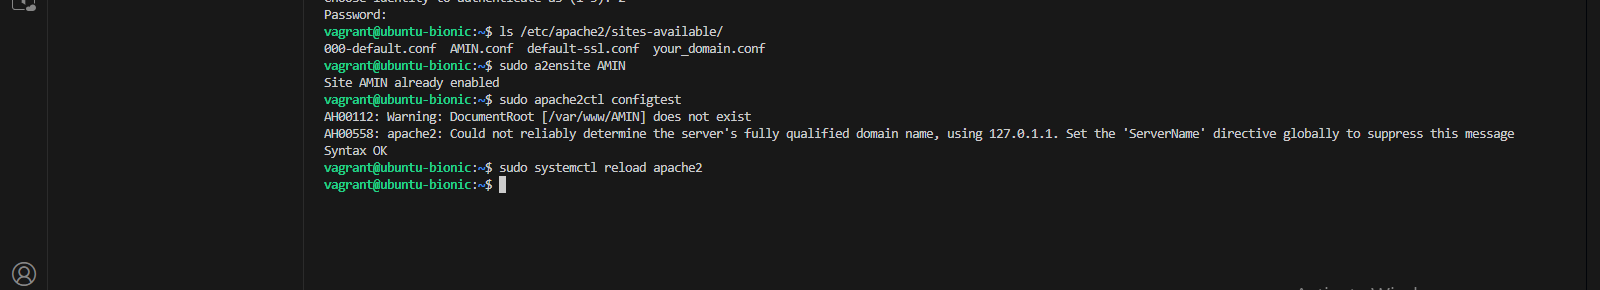 Choose identity to authenticate as (1-3): 2
Password:
vagrant@ubuntu-bionic:~$ ls /etc/apache2/sites-available/
000-default.conf  AMIN.conf  default-ssl.conf  your_domain.conf
vagrant@ubuntu-bionic:~$ sudo a2ensite AMIN
Site AMIN already enabled
vagrant@ubuntu-bionic:~$ sudo apache2ctl configtest
AH00112: Warning: DocumentRoot [/var/www/AMIN] does not exist
AH00558: apache2: Could not reliably determine the server's fully qualified domain name, using 127.0.1.1. Set the 'ServerName' directive globally to suppress this message
Syntax OK
vagrant@ubuntu-bionic:~$ sudo systemctl reload apache2
vagrant@ubuntu-bionic:~$